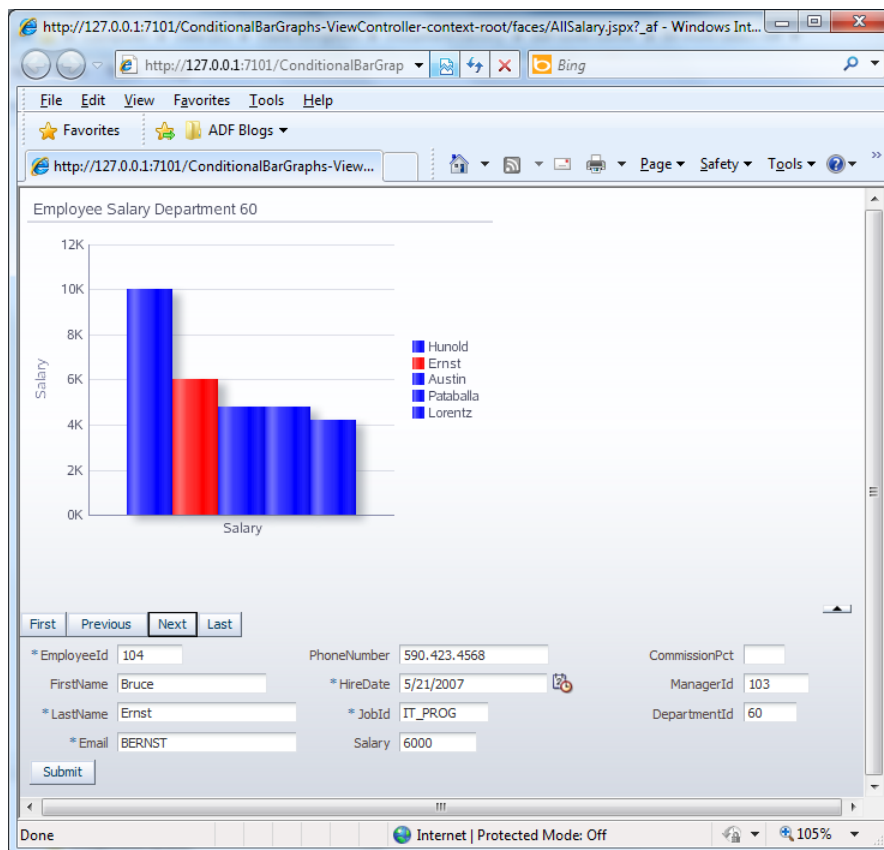 http://127.0.0.1:7101/ConditionalBarGraphs-ViewController-context-root/faces/AllSalary.jspx?_af - Windows Int...
http://127.0.0.1:7101/ConditionalBarGrap
Bing
File Edit View Favorites Tools Help
Favorites ADF Blogs
http://127.0.0.1:7101/ConditionalBarGraphs-View...
Page Safety Tools »
Employee Salary Department 60
12K
10K
8K
6K
4K
2K
0K
Salary
Salary
Hunold
Ernst
Austin
Pataballa
Lorentz
First Previous Next Last
* EmployeeId 104 PhoneNumber 590.423.4568 CommissionPct
FirstName Bruce * HireDate 5/21/2007 ManagerId 103
* LastName Ernst * JobId IT_PROG DepartmentId 60
* Email BERNST Salary 6000
Submit
Done Internet | Protected Mode: Off 105%